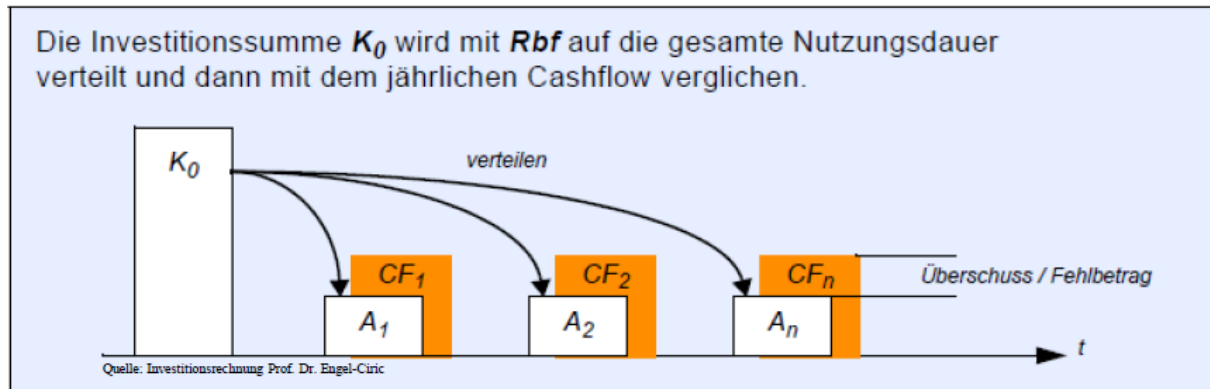 Die Investitionssumme K0 wird mit Rbf auf die gesamte Nutzungsdauer
verteilt und dann mit dem jährlichen Cashflow verglichen.
K0
verteilen
CF1
CF2
CFn
Überschuss / Fehlbetrag
A1
A2
An
t
Quelle: Investitionsrechnung Prof. Dr. Engel-Ciric